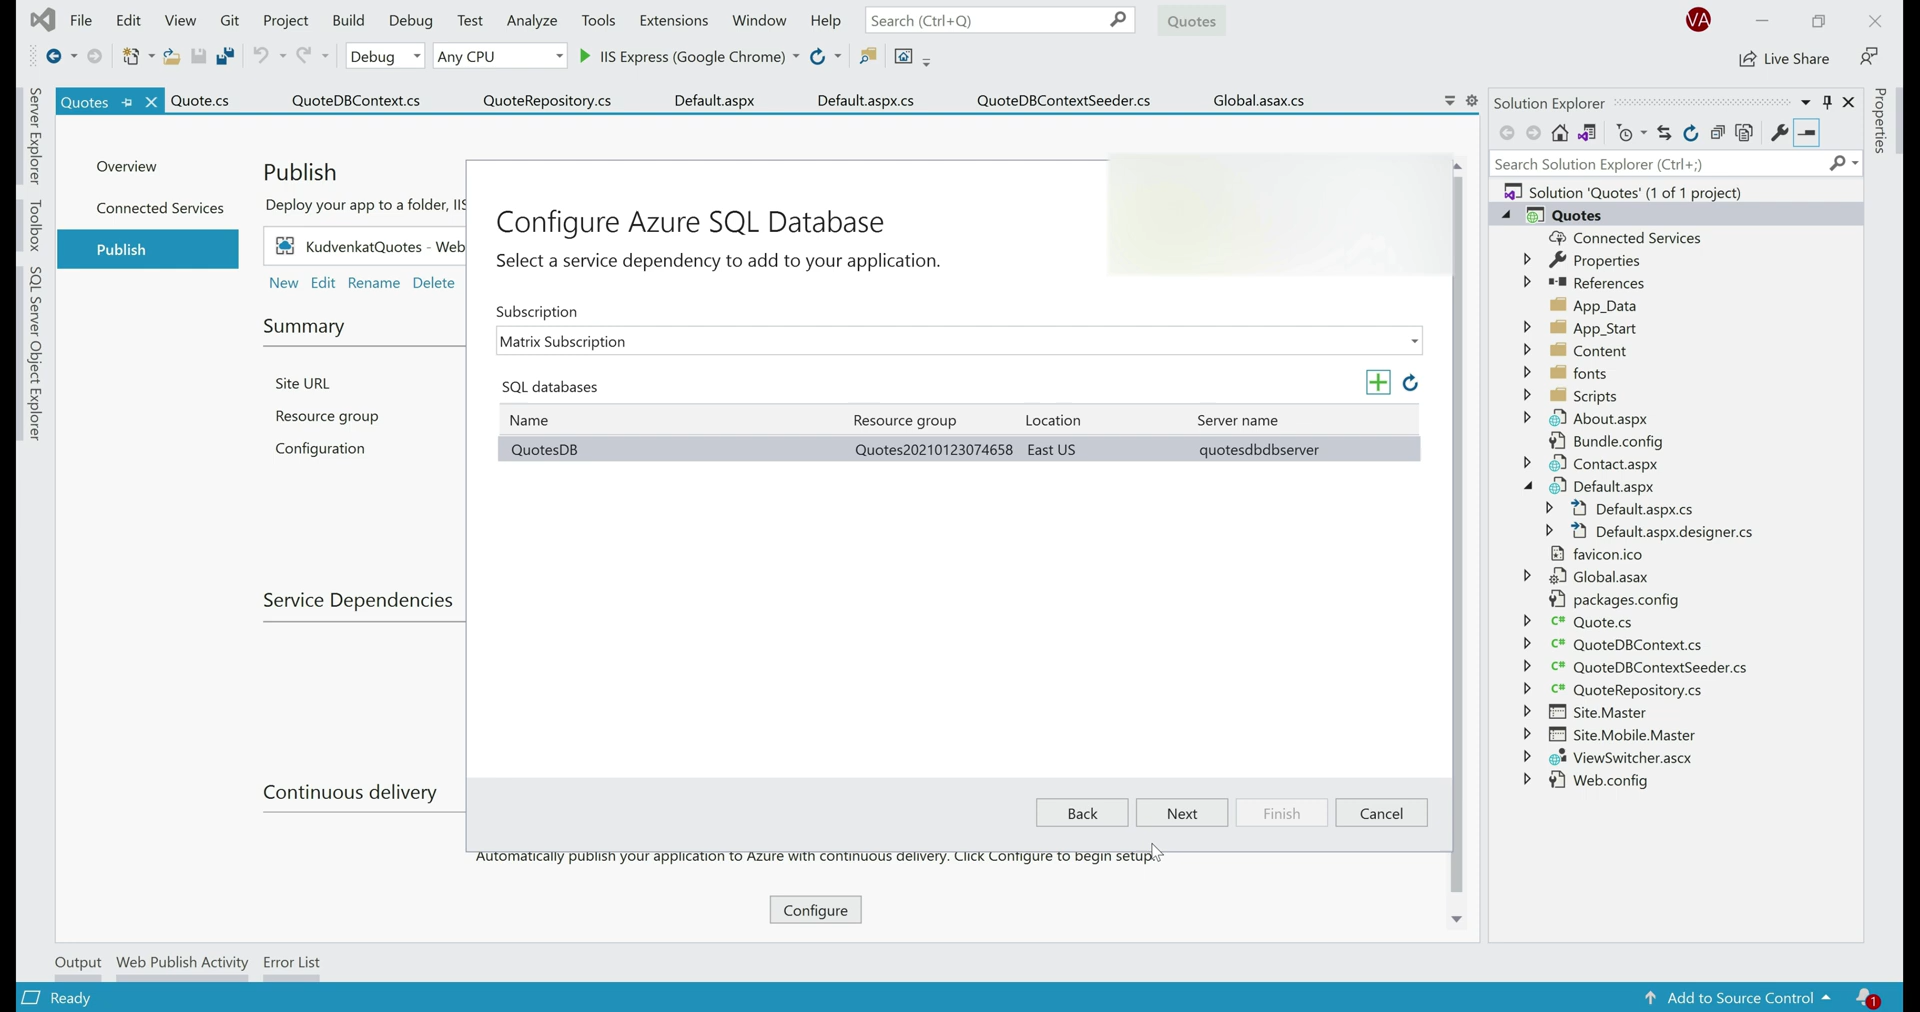 File Edit View Git Project Build Debug Test Analyze Tools Extensions Window Help Search (Ctrl+Q) Quotes VA
Debug Any CPU IIS Express (Google Chrome) Live Share
Server Explorer
Toolbox
SQL Server Object Explorer
Quotes Quote.cs QuoteDBContext.cs QuoteRepository.cs Default.aspx Default.aspx.cs QuoteDBContextSeeder.cs Global.asax.cs
Overview
Connected Services
Publish
Publish
Deploy your app to a folder, IIS
KudvenkatQuotes - Web
New Edit Rename Delete
Summary
Site URL
Resource group
Configuration
Service Dependencies
Continuous delivery
Automatically publish your application to Azure with continuous delivery. Click Configure to begin setup.
Configure
Configure Azure SQL Database
Select a service dependency to add to your application.
Subscription
Matrix Subscription
SQL databases
Name Resource group Location Server name
QuotesDB Quotes20210123074658 East US quotesdbdbserver
Back Next Finish Cancel
Solution Explorer
Search Solution Explorer (Ctrl+;)
Solution 'Quotes' (1 of 1 project)
Quotes
Connected Services
Properties
References
App_Data
App_Start
Content
fonts
Scripts
About.aspx
Bundle.config
Contact.aspx
Default.aspx
Default.aspx.cs
Default.aspx.designer.cs
favicon.ico
Global.asax
packages.config
C# Quote.cs
C# QuoteDBContext.cs
C# QuoteDBContextSeeder.cs
C# QuoteRepository.cs
Site.Master
Site.Mobile.Master
ViewSwitcher.ascx
Web.config
Properties
Output Web Publish Activity Error List
Ready Add to Source Control 1